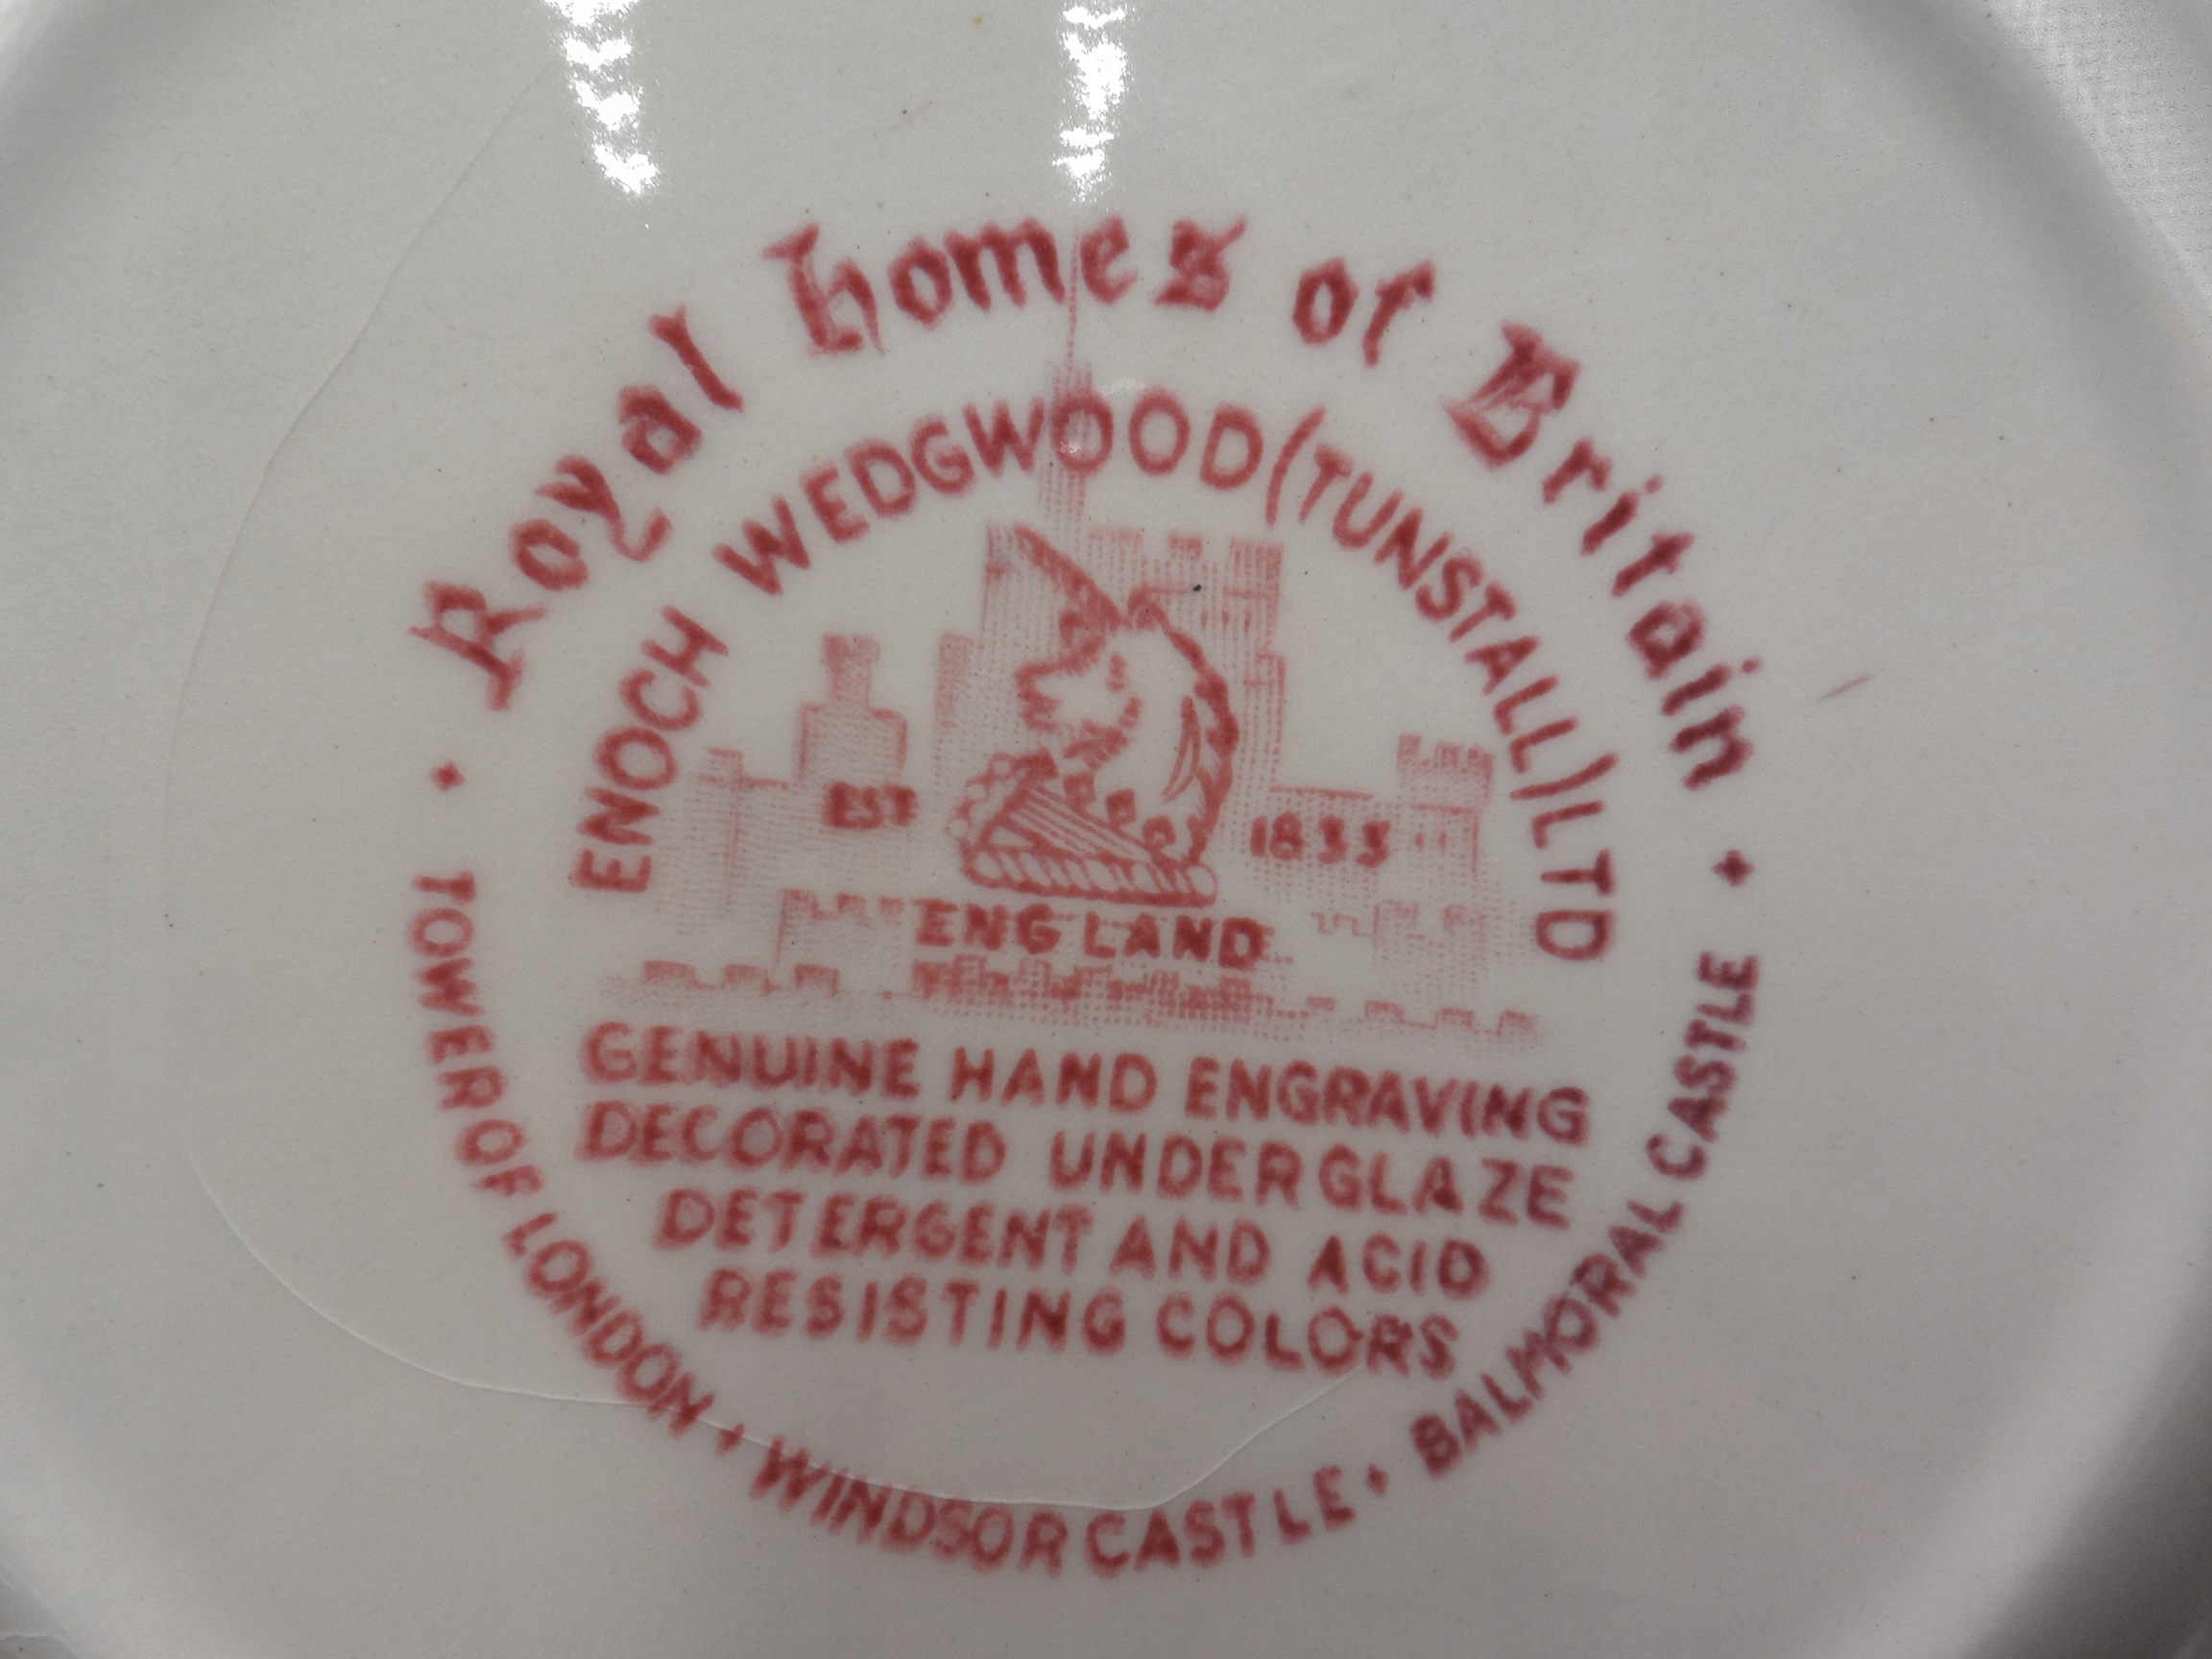 Royal homes of Britain
ENOCH WEDGWOOD (TUNSTALL) LTD
EST 1835
ENGLAND
GENUINE HAND ENGRAVING
DECORATED UNDERGLAZE
DETERGENT AND ACID
RESISTING COLORS
TOWER OF LONDON + WINDSOR CASTLE + BALMORAL CASTLE